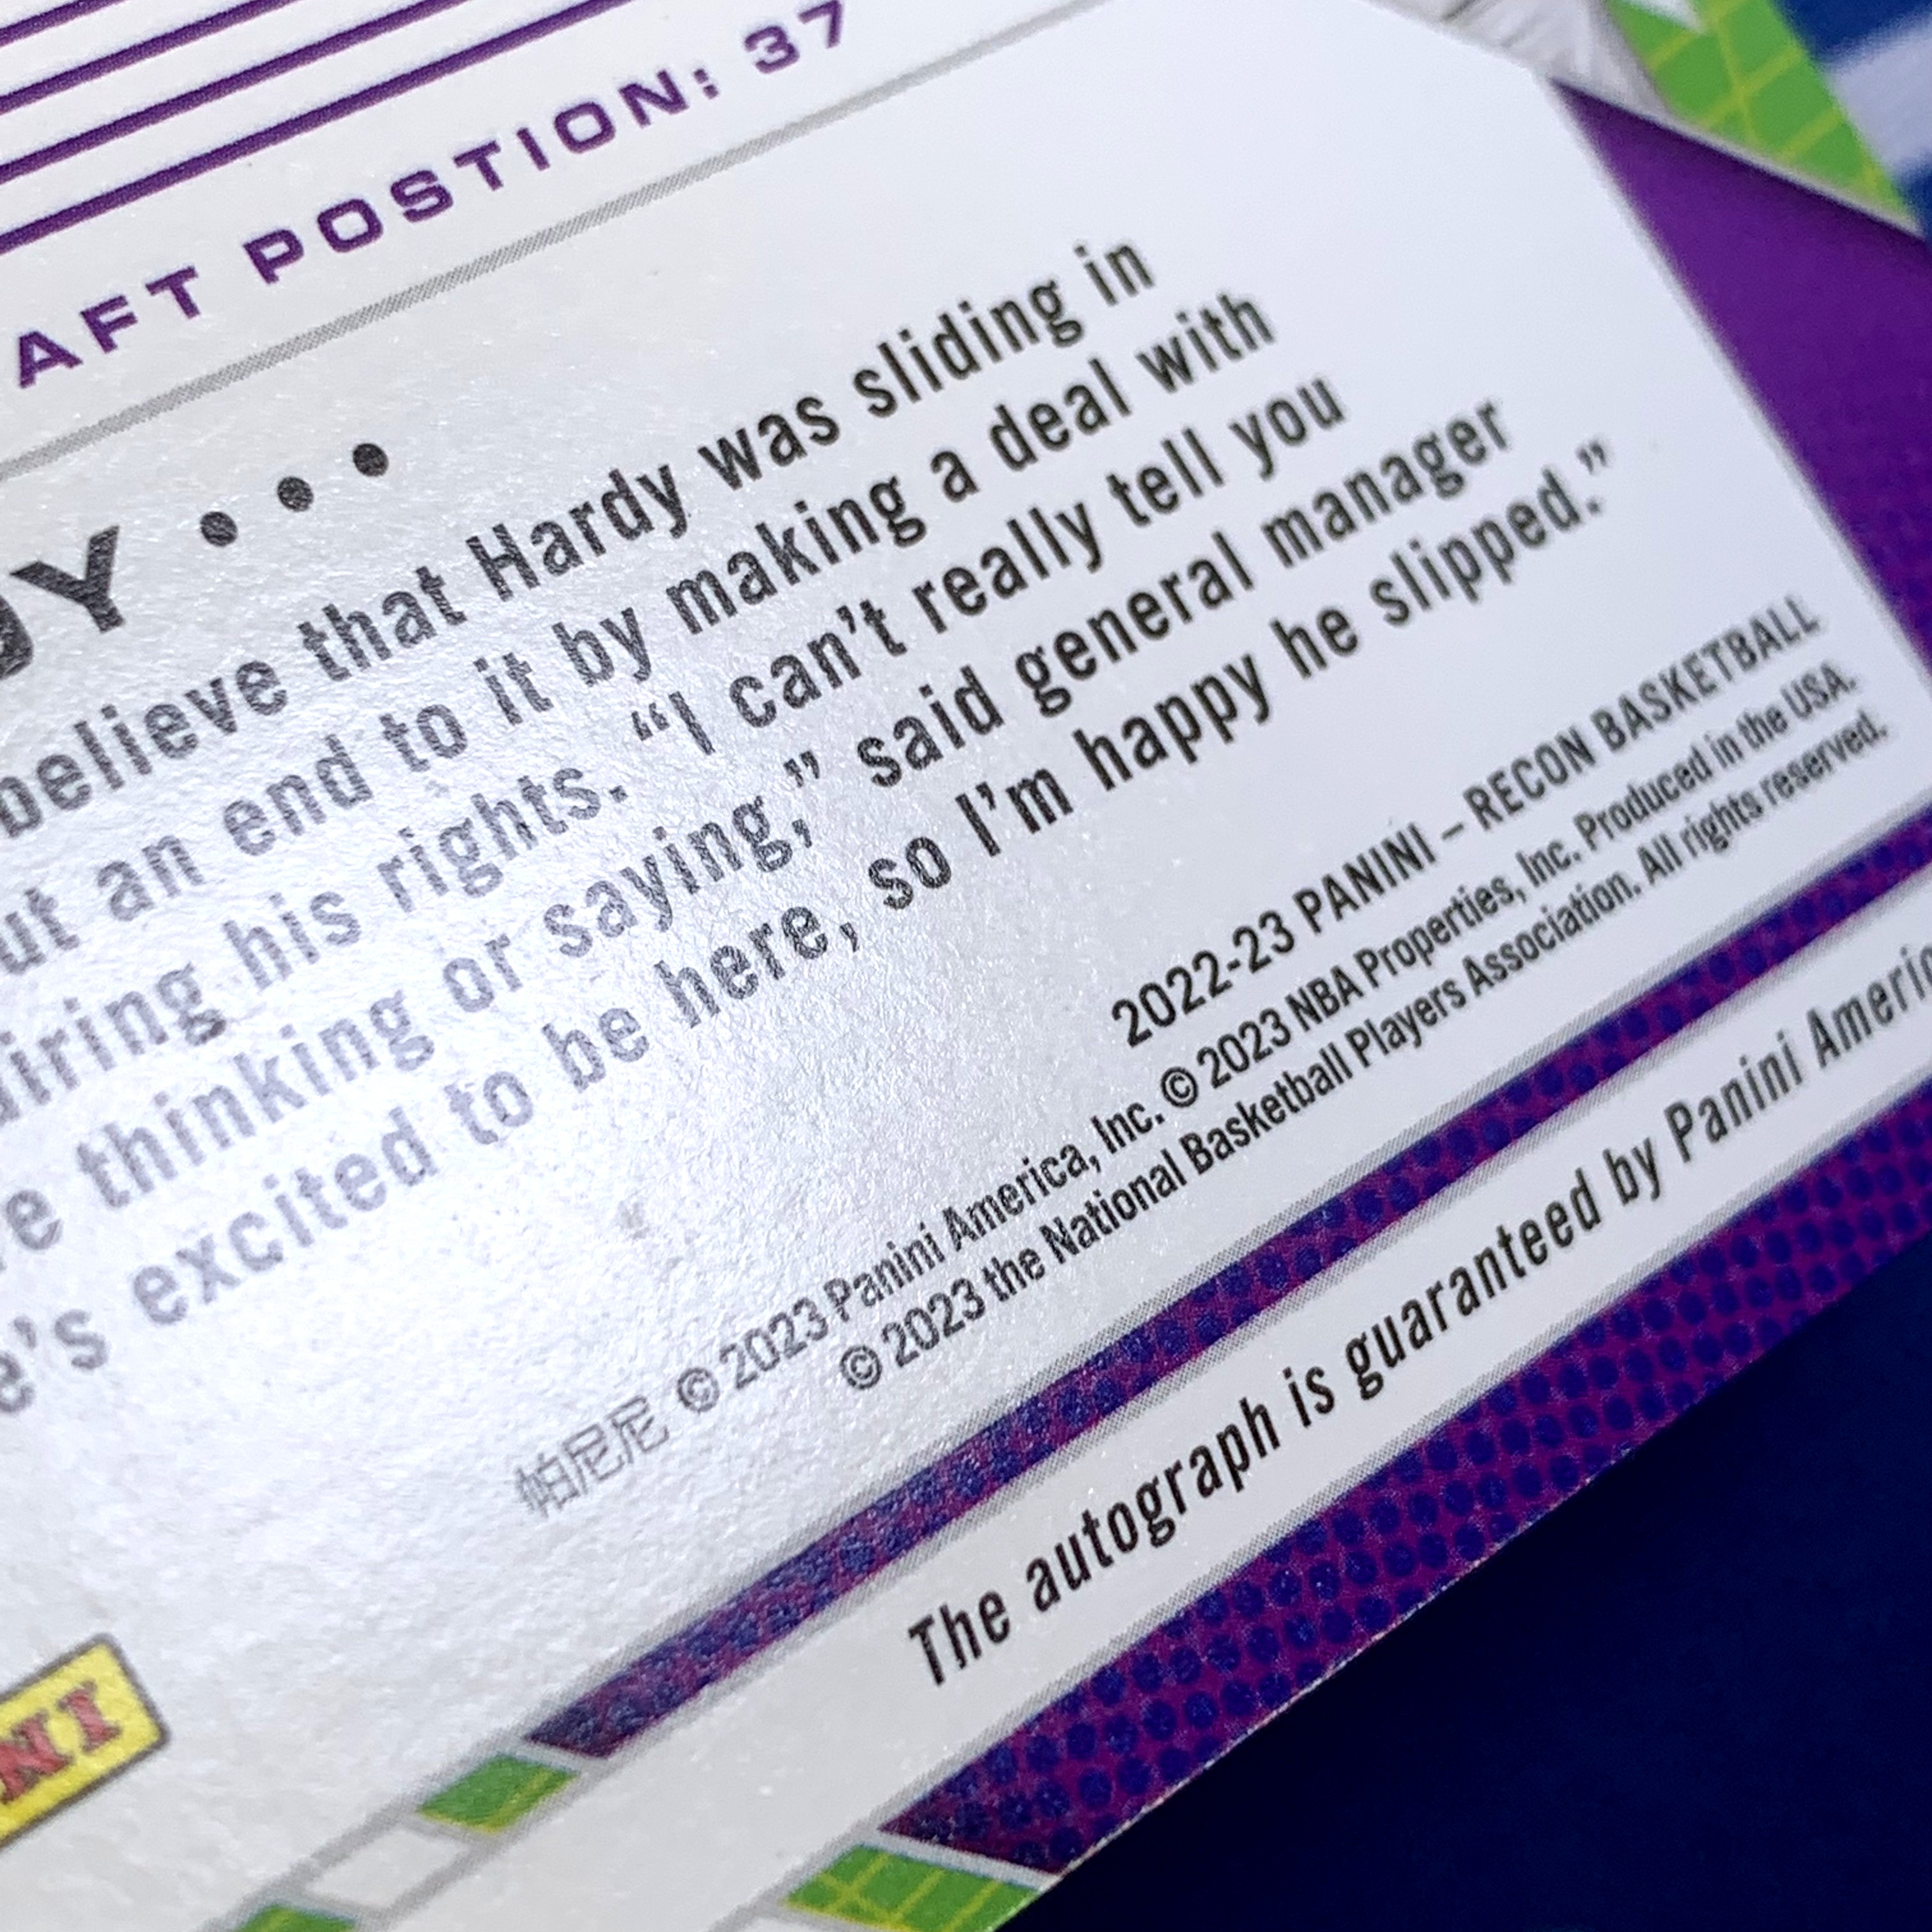 AFT POSTION: 37
DY •••
believe that Hardy was sliding in
ut an end to it by making a deal with
uiring his rights. “I can’t really tell you
re thinking or saying,” said general manager
e’s excited to be here, so I’m happy he slipped.”
2022-23 PANINI – RECON BASKETBALL
帕尼尼 © 2023 Panini America, Inc. © 2023 NBA Properties, Inc. Produced in the USA.
© 2023 the National Basketball Players Association. All rights reserved.
The autograph is guaranteed by Panini Americ
NI